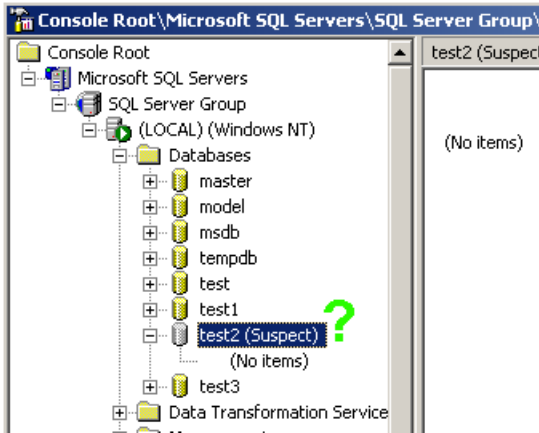 Console Root\Microsoft SQL Servers\SQL Server Group\
Console Root
test2 (Suspect
Microsoft SQL Servers
SQL Server Group
(LOCAL) (Windows NT)
(No items)
Databases
master
model
msdb
tempdb
test
test1
test2 (Suspect)
?
(No items)
test3
Data Transformation Service